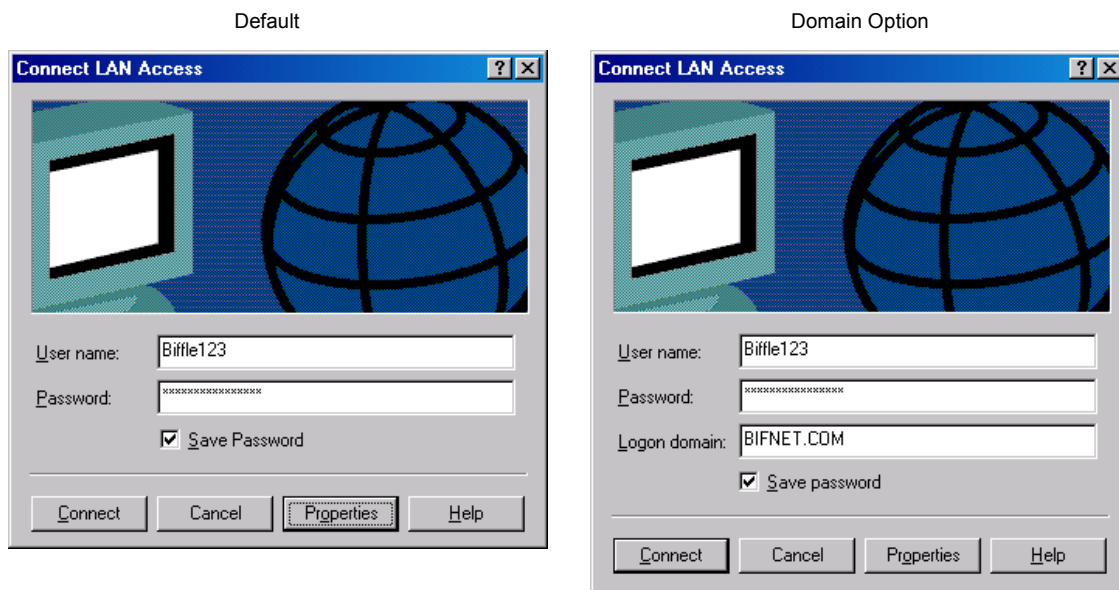 Default
Connect LAN Access
User name:
Biffle123
Password:
****************
Save Password
Connect
Cancel
Properties
Help
Domain Option
Connect LAN Access
User name:
Biffle123
Password:
****************
Logon domain:
BIFNET.COM
Save password
Connect
Cancel
Properties
Help